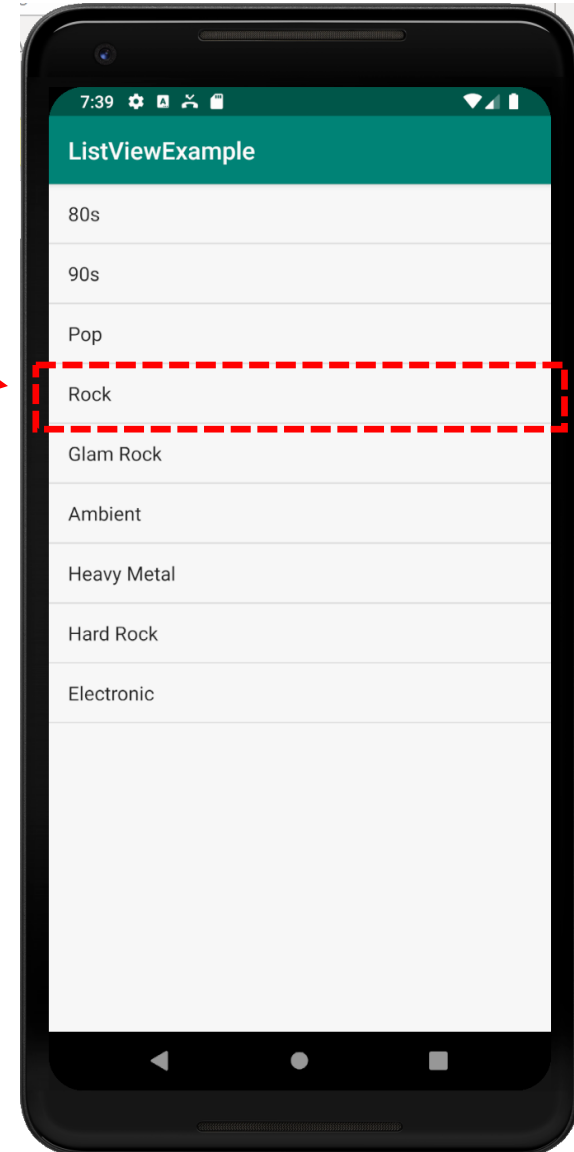 7:39
ListViewExample
80s
90s
Pop
Rock
Glam Rock
Ambient
Heavy Metal
Hard Rock
Electronic